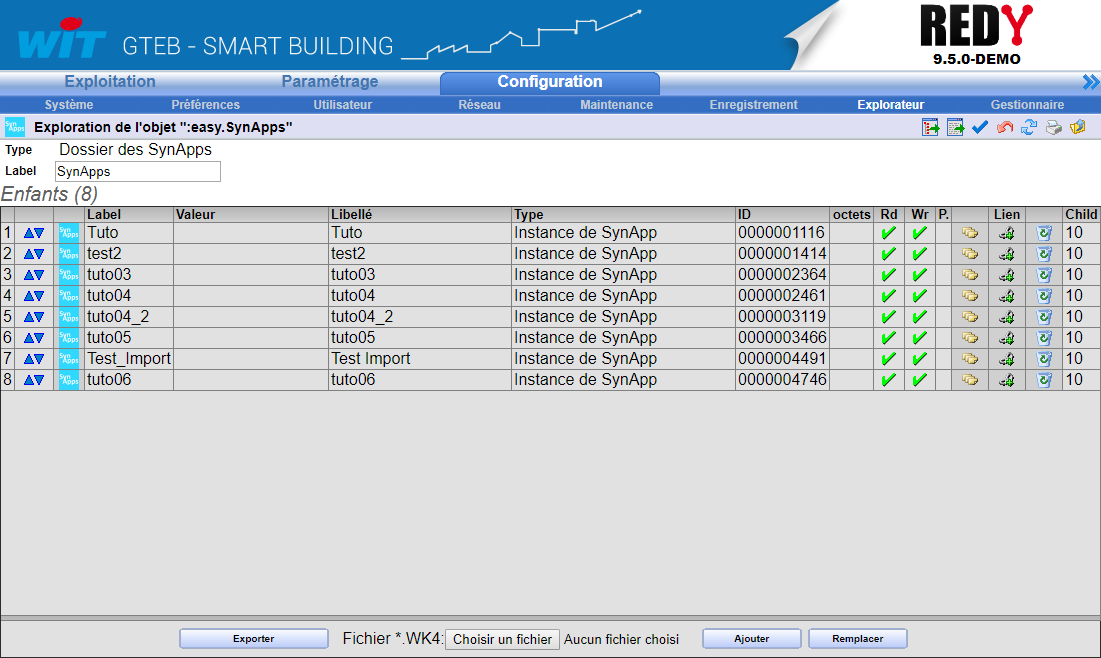 WIT GTEB - SMART BUILDING REDY
9.5.0-DEMO
Exploitation Paramétrage Configuration
Système Préférences Utilisateur Réseau Maintenance Enregistrement Explorateur Gestionnaire
Syn Apps Exploration de l'objet ":easy.SynApps"
Type Dossier des SynApps
Label SynApps
Enfants (8)
Label Valeur Libellé Type ID octets Rd Wr P. Lien Child
1 Syn Apps Tuto Tuto Instance de SynApp 0000001116 10
2 Syn Apps test2 test2 Instance de SynApp 0000001414 10
3 Syn Apps tuto03 tuto03 Instance de SynApp 0000002364 10
4 Syn Apps tuto04 tuto04 Instance de SynApp 0000002461 10
5 Syn Apps tuto04_2 tuto04_2 Instance de SynApp 0000003119 10
6 Syn Apps tuto05 tuto05 Instance de SynApp 0000003466 10
7 Syn Apps Test_Import Test Import Instance de SynApp 0000004491 10
8 Syn Apps tuto06 tuto06 Instance de SynApp 0000004746 10
Exporter Fichier *.WK4: Choisir un fichier Aucun fichier choisi Ajouter Remplacer